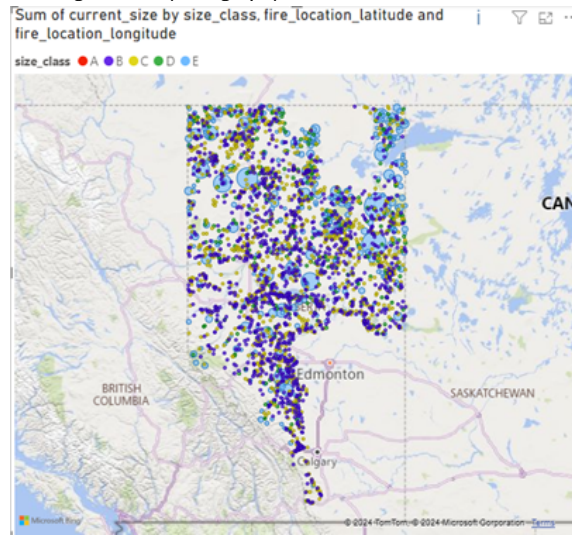 Sum of current_size by size_class, fire_location_latitude and
fire_location_longitude
size_class A B C D E
CAN
Edmonton
BRITISH
COLUMBIA
SASKATCHEWAN
Calgary
Microsoft Bing
© 2024 TomTom, © 2024 Microsoft Corporation Terms